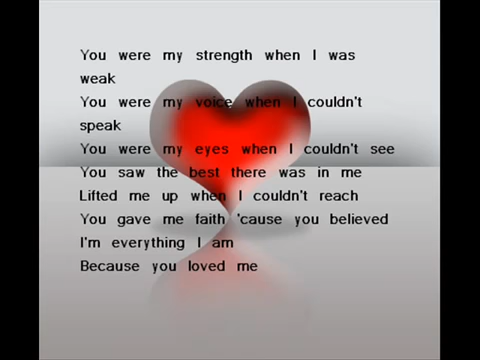 You were my strength when I was
weak
You were my voice when I couldn't
speak
You were my eyes when I couldn't see
You saw the best there was in me
Lifted me up when I couldn't reach
You gave me faith 'cause you believed
I'm everything I am
Because you loved me